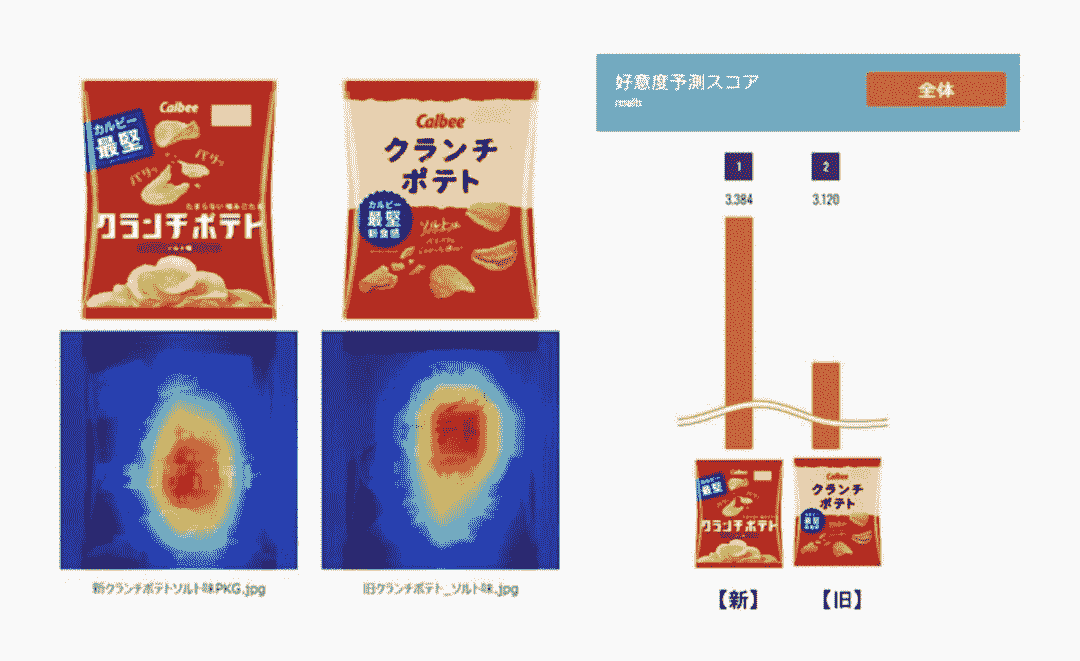 Calbee
カルビー
最堅
パリッ
パリッ
クランチポテト
Calbee
クランチ
ポテト
カルビー
最堅
新食感
ソルト味
新クランチポテトソルト味PKG.jpg
旧クランチポテト_ソルト味.jpg
好意度予測スコア
results
全体
1
2
3.384
3.120
カルビー
最堅
クランチポテト
Calbee
クランチ
ポテト
最堅
【新】
【旧】